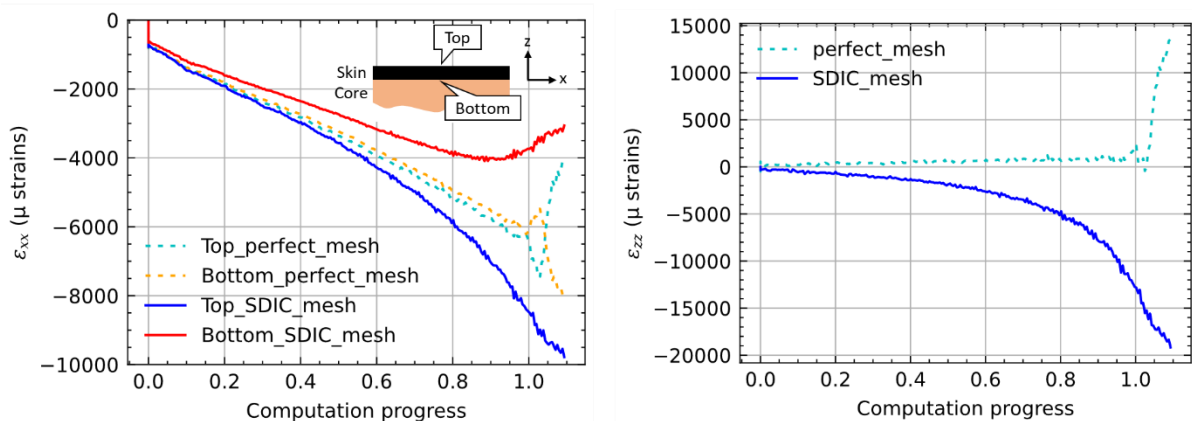 0
−2000
−4000
−6000
−8000
−10000
εxx (μ strains)
Top
Skin
Core
Bottom
z
x
Top_perfect_mesh
Bottom_perfect_mesh
Top_SDIC_mesh
Bottom_SDIC_mesh
0.0 0.2 0.4 0.6 0.8 1.0
Computation progress
15000
10000
5000
0
−5000
−10000
−15000
−20000
εzz (μ strains)
perfect_mesh
SDIC_mesh
0.0 0.2 0.4 0.6 0.8 1.0
Computation progress